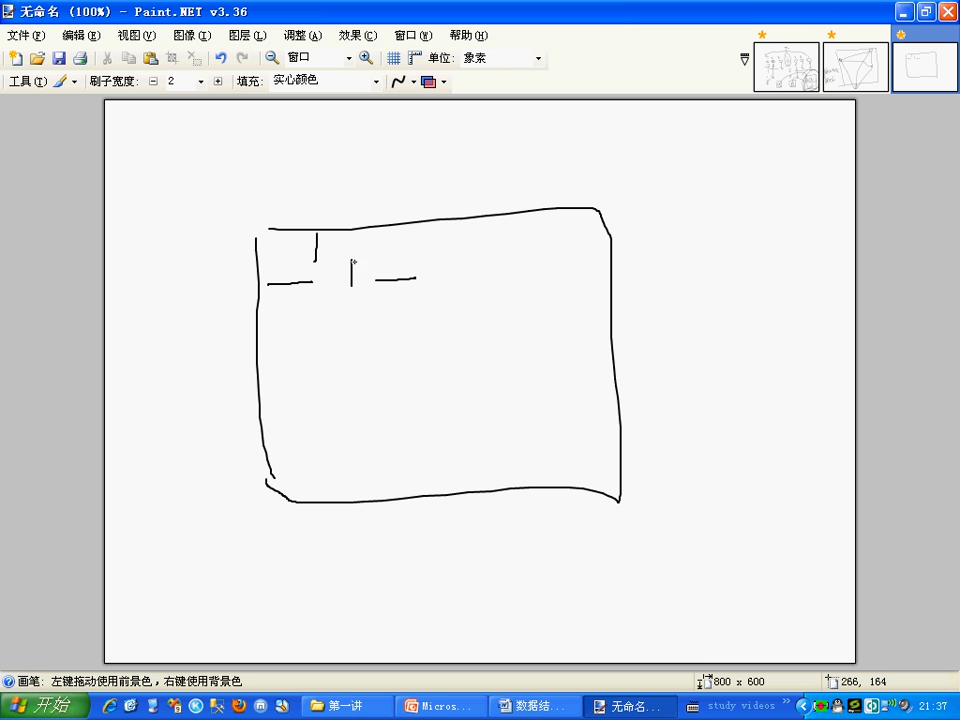 无命名 (100%) - Paint.NET v3.36
文件(F) 编辑(E) 视图(V) 图像(I) 图层(L) 调整(A) 效果(C) 窗口(W) 帮助(H)
窗口 单位: 象素
工具(T) 刷子宽度: 2 填充: 实心颜色
画笔: 左键拖动使用前景色，右键使用背景色 800 x 600 266, 164
开始 第一讲 Micros... 数据结... 无命名... study videos 21:37